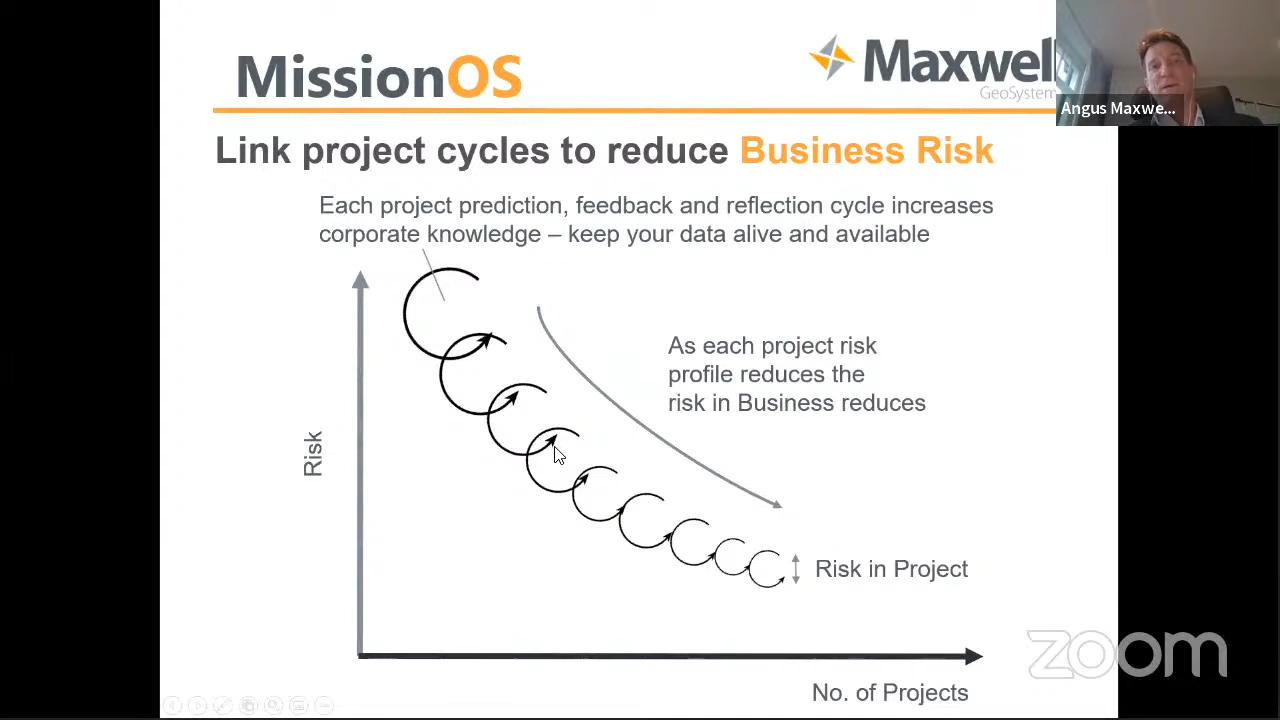 MissionOS
Maxwell
GeoSystem
Angus Maxwe...
Link project cycles to reduce Business Risk
Each project prediction, feedback and reflection cycle increases
corporate knowledge – keep your data alive and available
As each project risk
profile reduces the
risk in Business reduces
Risk
Risk in Project
zoom
No. of Projects